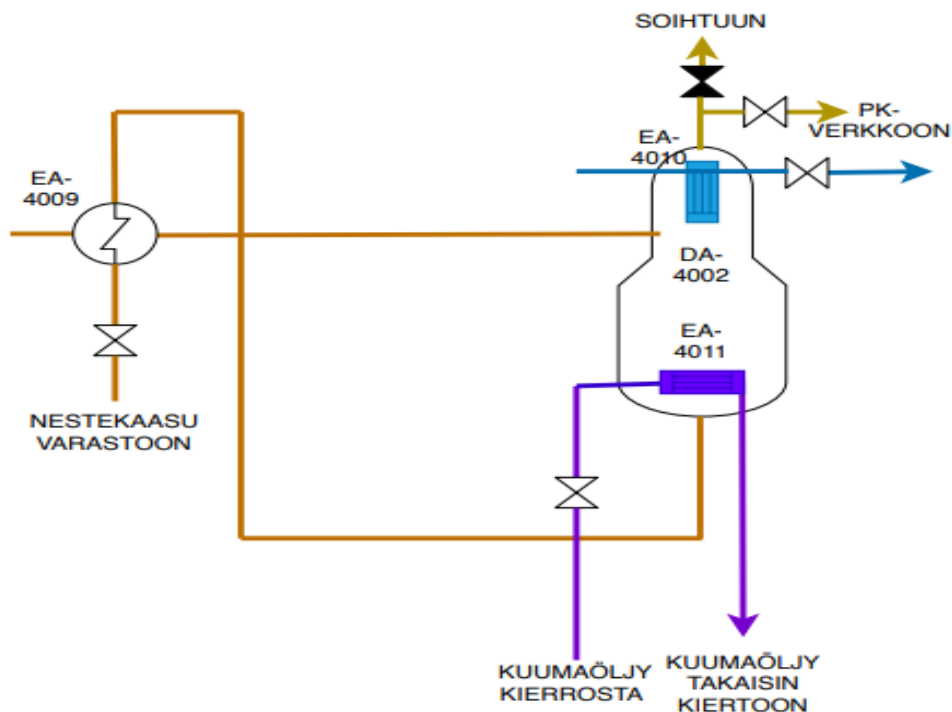 SOIHTUUN
PK-
VERKKOON
EA-
4010
EA-
4009
DA-
4002
EA-
4011
NESTEKAASU
VARASTOON
KUUMAÖLJY
KIERROSTA
KUUMAÖLJY
TAKAISIN
KIERTOON